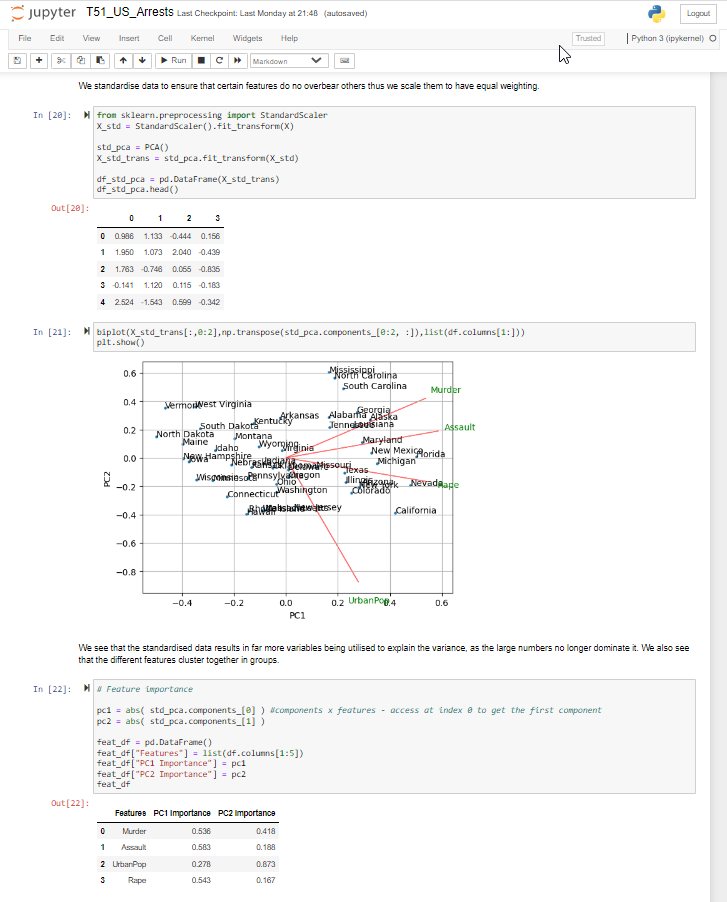 jupyter T51_US_Arrests Last Checkpoint: Last Monday at 21:48 (autosaved)
Logout
File Edit View Insert Cell Kernel Widgets Help
Trusted
Python 3 (ipykernel)
Run
Markdown
We standardise data to ensure that certain features do no overbear others thus we scale them to have equal weighting.
In [20]:
from sklearn.preprocessing import StandardScaler
X_std = StandardScaler().fit_transform(X)
std_pca = PCA()
X_std_trans = std_pca.fit_transform(X_std)
df_std_pca = pd.DataFrame(X_std_trans)
df_std_pca.head()
Out[20]:
0 1 2 3
0 0.986 1.133 -0.444 0.156
1 1.950 1.073 2.040 -0.439
2 1.763 -0.746 0.055 -0.835
3 -0.141 1.120 0.115 -0.183
4 2.524 -1.543 0.599 -0.342
In [21]:
biplot(X_std_trans[:,0:2],np.transpose(std_pca.components_[0:2, :]),list(df.columns[1:]))
plt.show()
Mississippi
North Carolina
South Carolina
Murder
Vermont
West Virginia
Georgia
Arkansas
Alabama
Alaska
Kentucky
Tennessee
Louisiana
South Dakota
Assault
North Dakota
Montana
Maine
Maryland
Wyoming
Idaho
Virginia
New Mexico
Florida
New Hampshire
Iowa
Indiana
Michigan
Nebraska
Kansas
Oklahoma
Delaware
Missouri
Texas
Wisconsin
Minnesota
Pennsylvania
Oregon
Ohio
Illinois
Arizona
New York
Nevada
Rape
Washington
Colorado
Connecticut
Rhode Island
Massachusetts
New Jersey
Hawaii
California
UrbanPop
0.6
0.4
0.2
0.0
−0.2
−0.4
−0.6
−0.8
PC2
−0.4 −0.2 0.0 0.2 0.4 0.6
PC1
We see that the standardised data results in far more variables being utilised to explain the variance, as the large numbers no longer dominate it. We also see
that the different features cluster together in groups.
In [22]:
# Feature importance
pc1 = abs( std_pca.components_[0] ) #components x features - access at index 0 to get the first component
pc2 = abs( std_pca.components_[1] )
feat_df = pd.DataFrame()
feat_df["Features"] = list(df.columns[1:5])
feat_df["PC1 Importance"] = pc1
feat_df["PC2 Importance"] = pc2
feat_df
Out[22]:
Features PC1 Importance PC2 Importance
0 Murder 0.536 0.418
1 Assault 0.583 0.188
2 UrbanPop 0.278 0.873
3 Rape 0.543 0.167